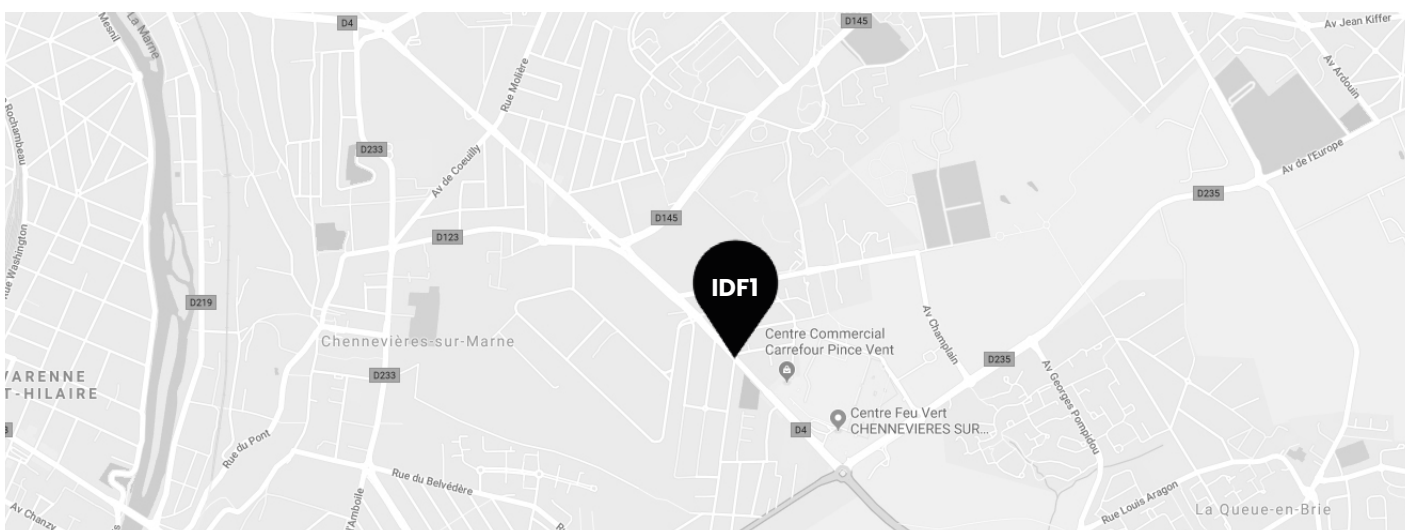 La Marne
Mesnil
D4
D145
Av Jean Kiffer
Rue Molière
Av Ardouin
Rochambeau
D233
Av de Coeuilly
Av de l'Europe
D235
D145
D123
Rue Washington
IDF1
D219
Av Champlain
Centre Commercial
Carrefour Pince Vent
Chennevières-sur-Marne
D235
VARENNE
T-HILAIRE
D233
Av Georges Pompidou
Centre Feu Vert
CHENNEVIERES SUR...
D4
Rue du Pont
Rue du Belvédère
Rue Louis Aragon
La Queue-en-Brie
Av Chanzy
d'Amboile